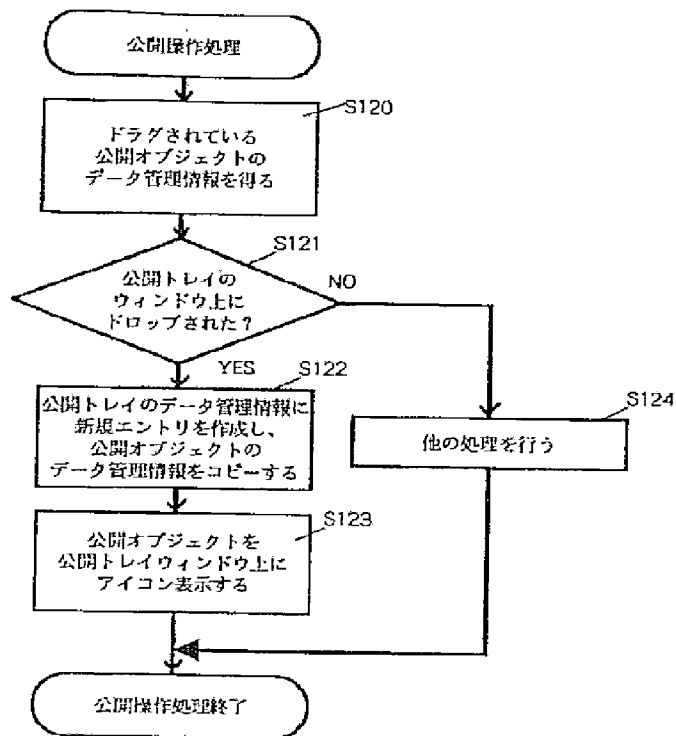 公開操作処理
S120
ドラグされている
公開オブジェクトの
データ管理情報を得る
S121
公開トレイの
ウィンドウ上に
ドロップされた?
NO
YES
S122
公開トレイのデータ管理情報に
新規エントリを作成し、
公開オブジェクトの
データ管理情報をコピーする
S124
他の処理を行う
S123
公開オブジェクトを
公開トレイウィンドウ上に
アイコン表示する
公開操作処理終了